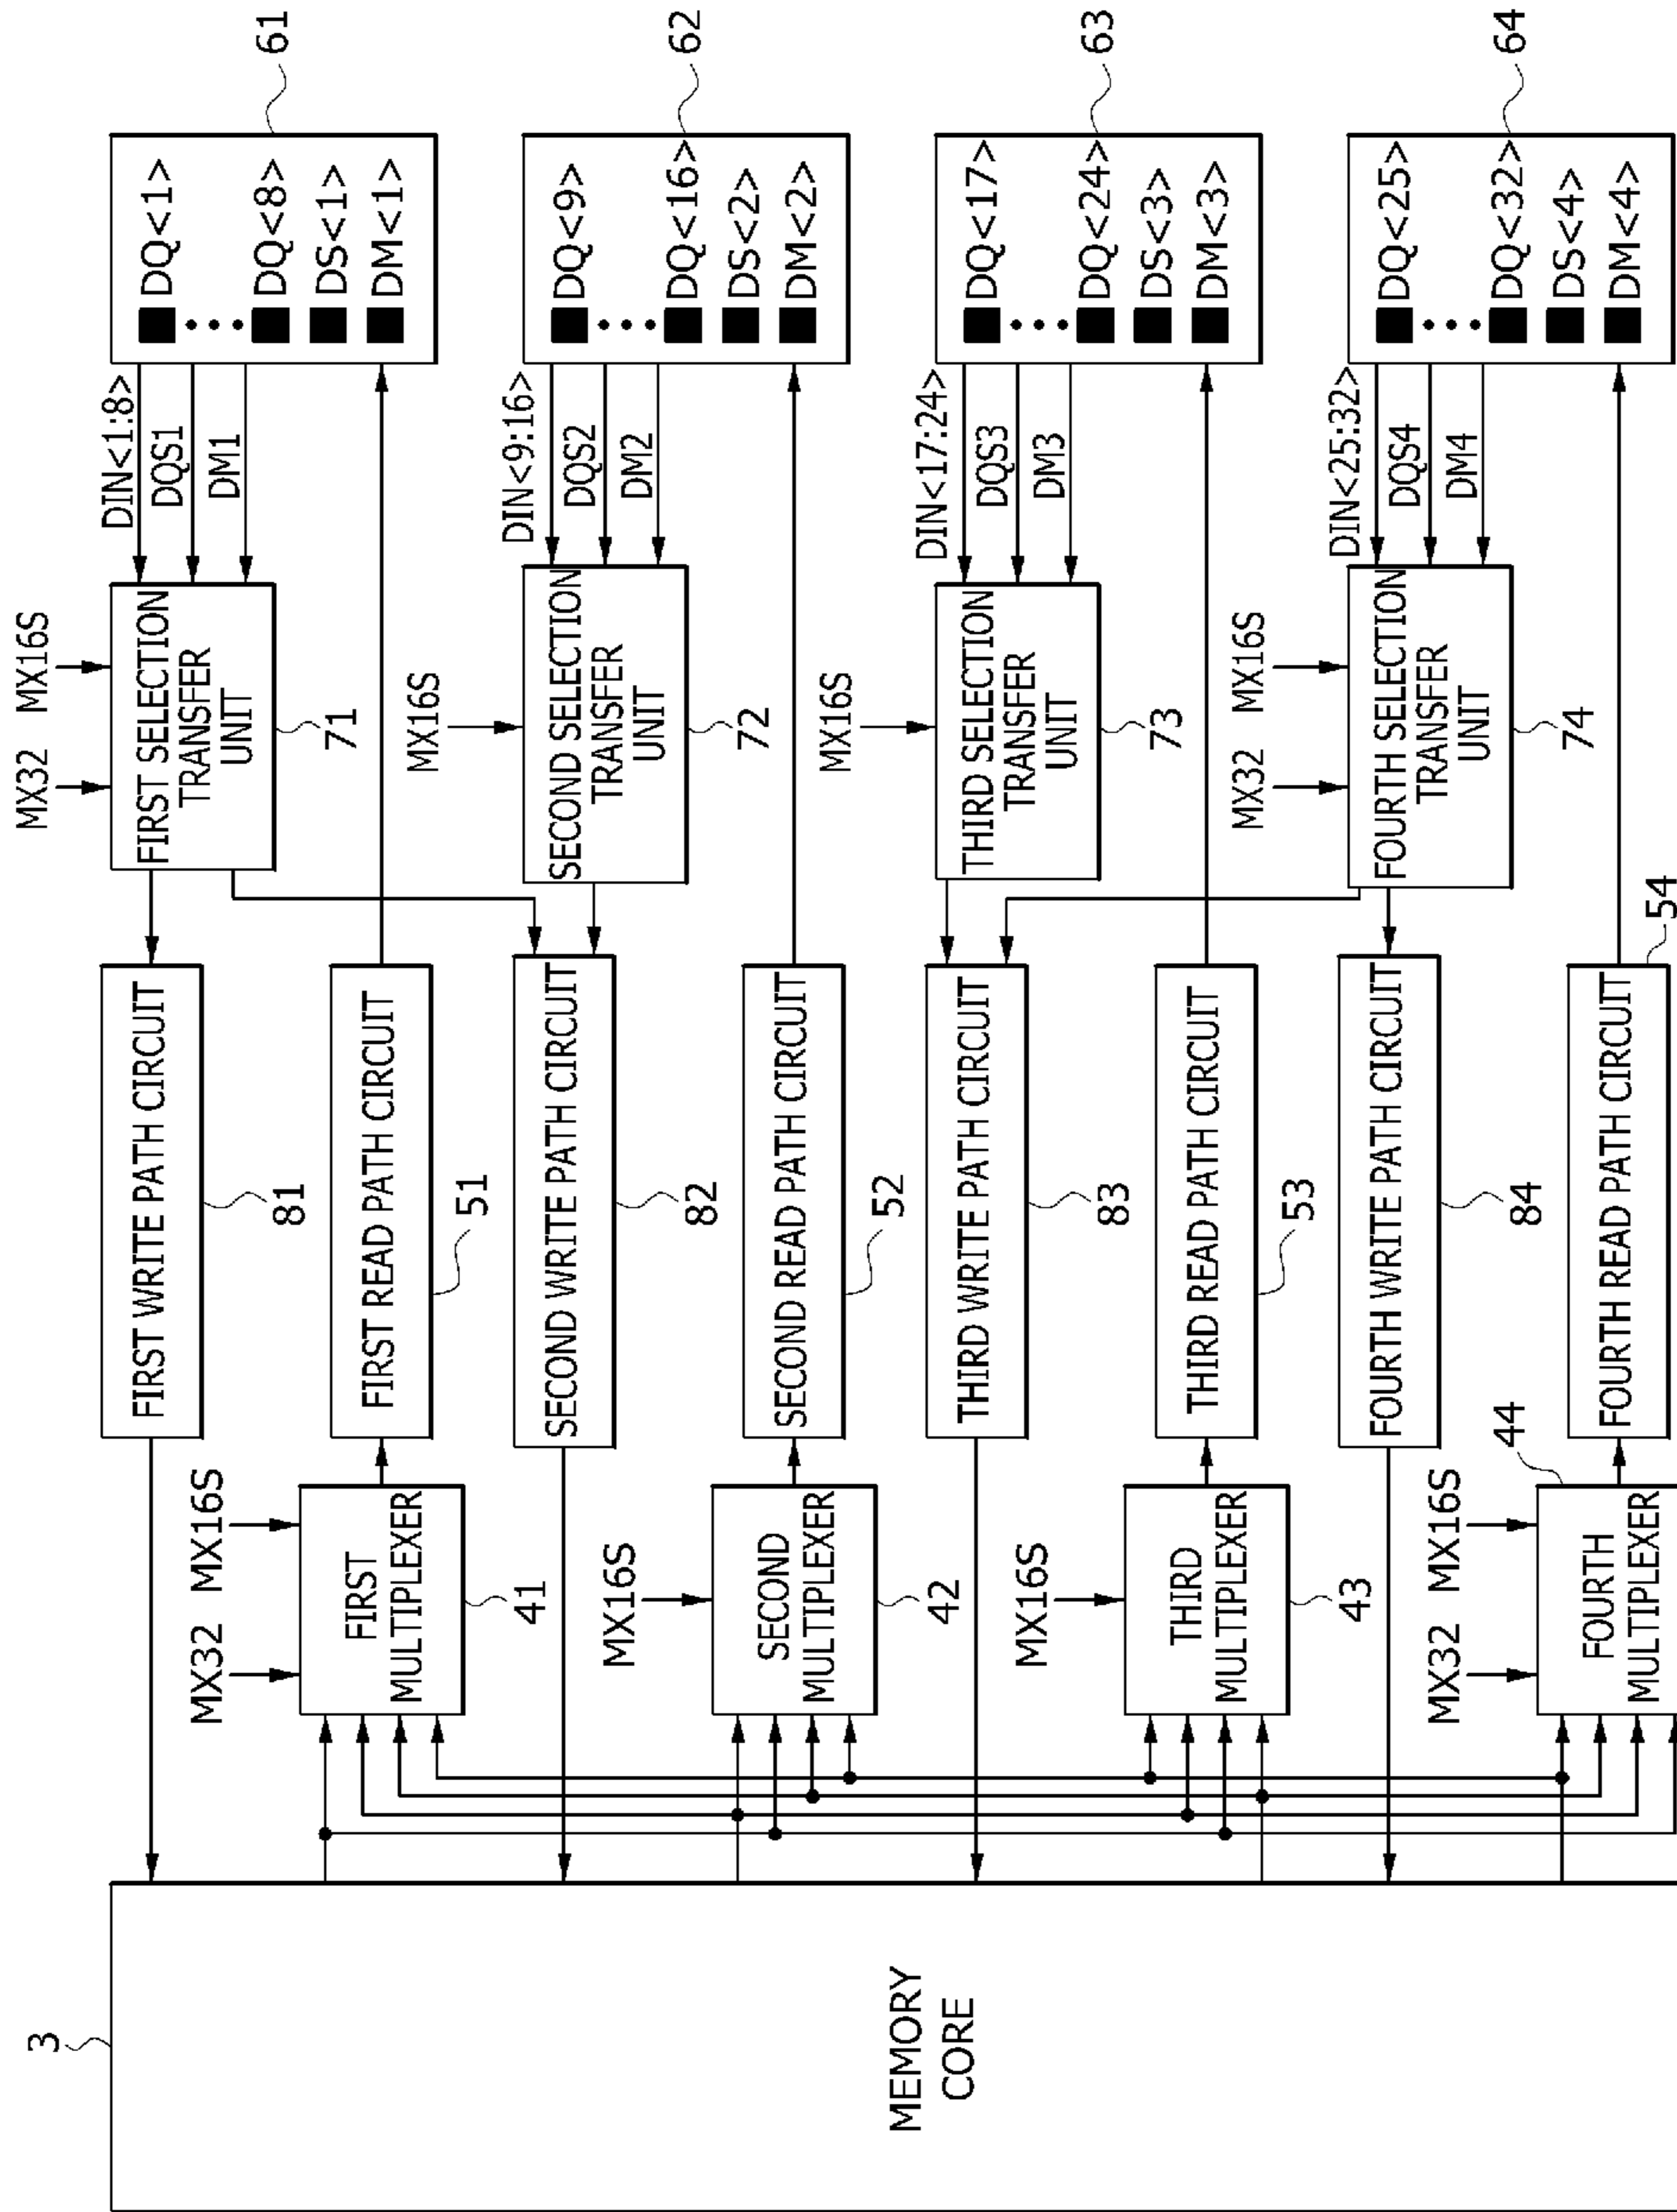 3
MX32 MX16S
FIRST WRITE PATH CIRCUIT
81
FIRST SELECTION
TRANSFER
UNIT
71
DIN<1:8>
DQS1
DM1
DQ<1>
DQ<8>
DS<1>
DM<1>
61
MX32 MX16S
FIRST
MULTIPLEXER
41
FIRST READ PATH CIRCUIT
51
MX16S
SECOND WRITE PATH CIRCUIT
82
SECOND SELECTION
TRANSFER
UNIT
72
DIN<9:16>
DQS2
DM2
DQ<9>
DQ<16>
DS<2>
DM<2>
62
MX16S
SECOND
MULTIPLEXER
42
SECOND READ PATH CIRCUIT
52
MEMORY
CORE
MX16S
THIRD WRITE PATH CIRCUIT
83
THIRD SELECTION
TRANSFER
UNIT
73
DIN<17:24>
DQS3
DM3
DQ<17>
DQ<24>
DS<3>
DM<3>
63
MX16S
THIRD
MULTIPLEXER
43
THIRD READ PATH CIRCUIT
53
MX32 MX16S
FOURTH WRITE PATH CIRCUIT
84
FOURTH SELECTION
TRANSFER
UNIT
74
DIN<25:32>
DQS4
DM4
DQ<25>
DQ<32>
DS<4>
DM<4>
64
MX32 MX16S
44
FOURTH
MULTIPLEXER
FOURTH READ PATH CIRCUIT
54